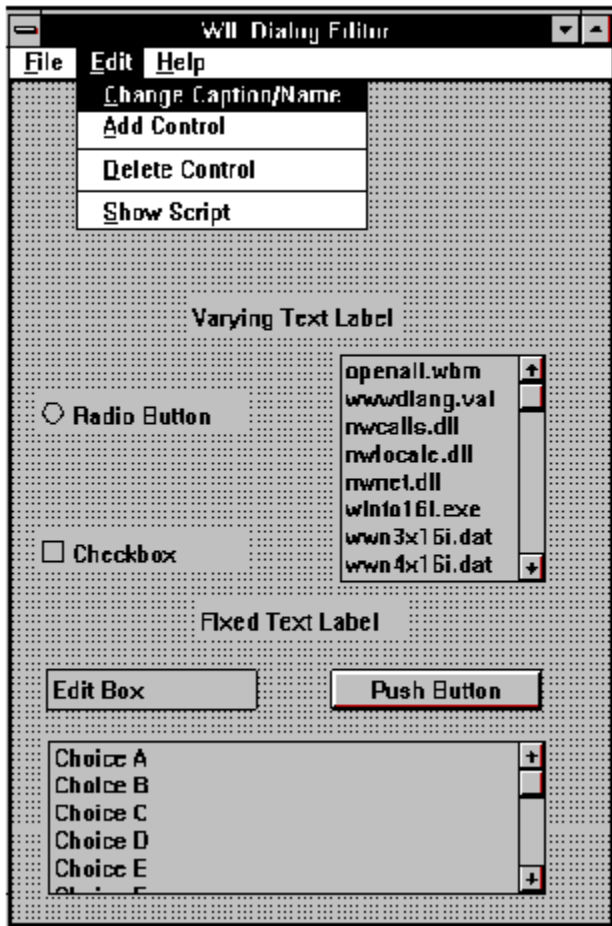 WIL Dialog Editor
File Edit Help
Change Caption/Name
Add Control
Delete Control
Show Script
Varying Text Label
openall.wbm
wwwdlang.val
Radio Button
nwcalls.dll
nwlocale.dll
nwnet.dll
winfo16i.exe
wwn3x16i.dat
Checkbox
wwn4x16i.dat
Fixed Text Label
Edit Box
Push Button
Choice A
Choice B
Choice C
Choice D
Choice E